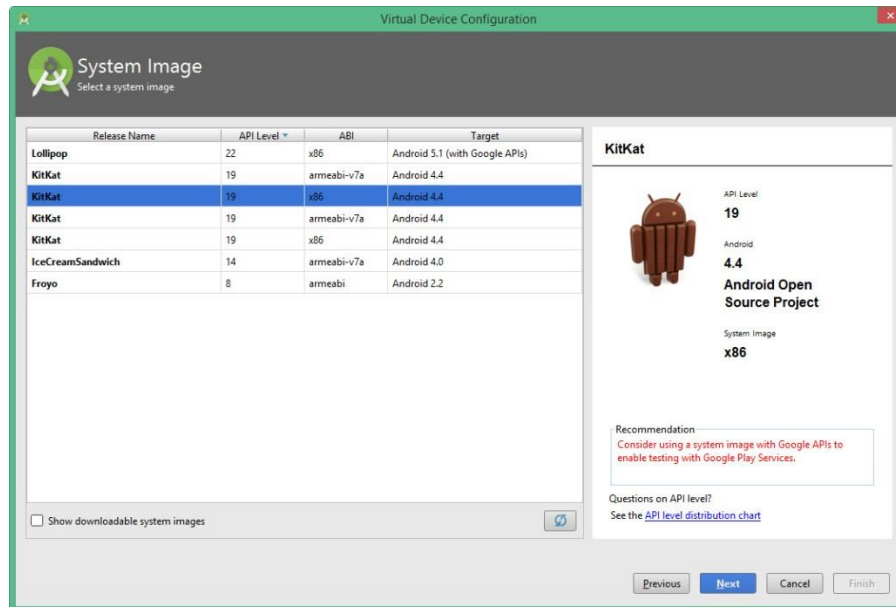 Virtual Device Configuration
System Image
Select a system image
Release Name API Level ABI Target
Lollipop 22 x86 Android 5.1 (with Google APIs)
KitKat 19 armeabi-v7a Android 4.4
KitKat 19 x86 Android 4.4
KitKat 19 armeabi-v7a Android 4.4
KitKat 19 x86 Android 4.4
IceCreamSandwich 14 armeabi-v7a Android 4.0
Froyo 8 armeabi Android 2.2
Show downloadable system images
KitKat
API Level
19
Android
4.4
Android Open
Source Project
System Image
x86
Recommendation
Consider using a system image with Google APIs to
enable testing with Google Play Services.
Questions on API level?
See the API level distribution chart
Previous Next Cancel Finish